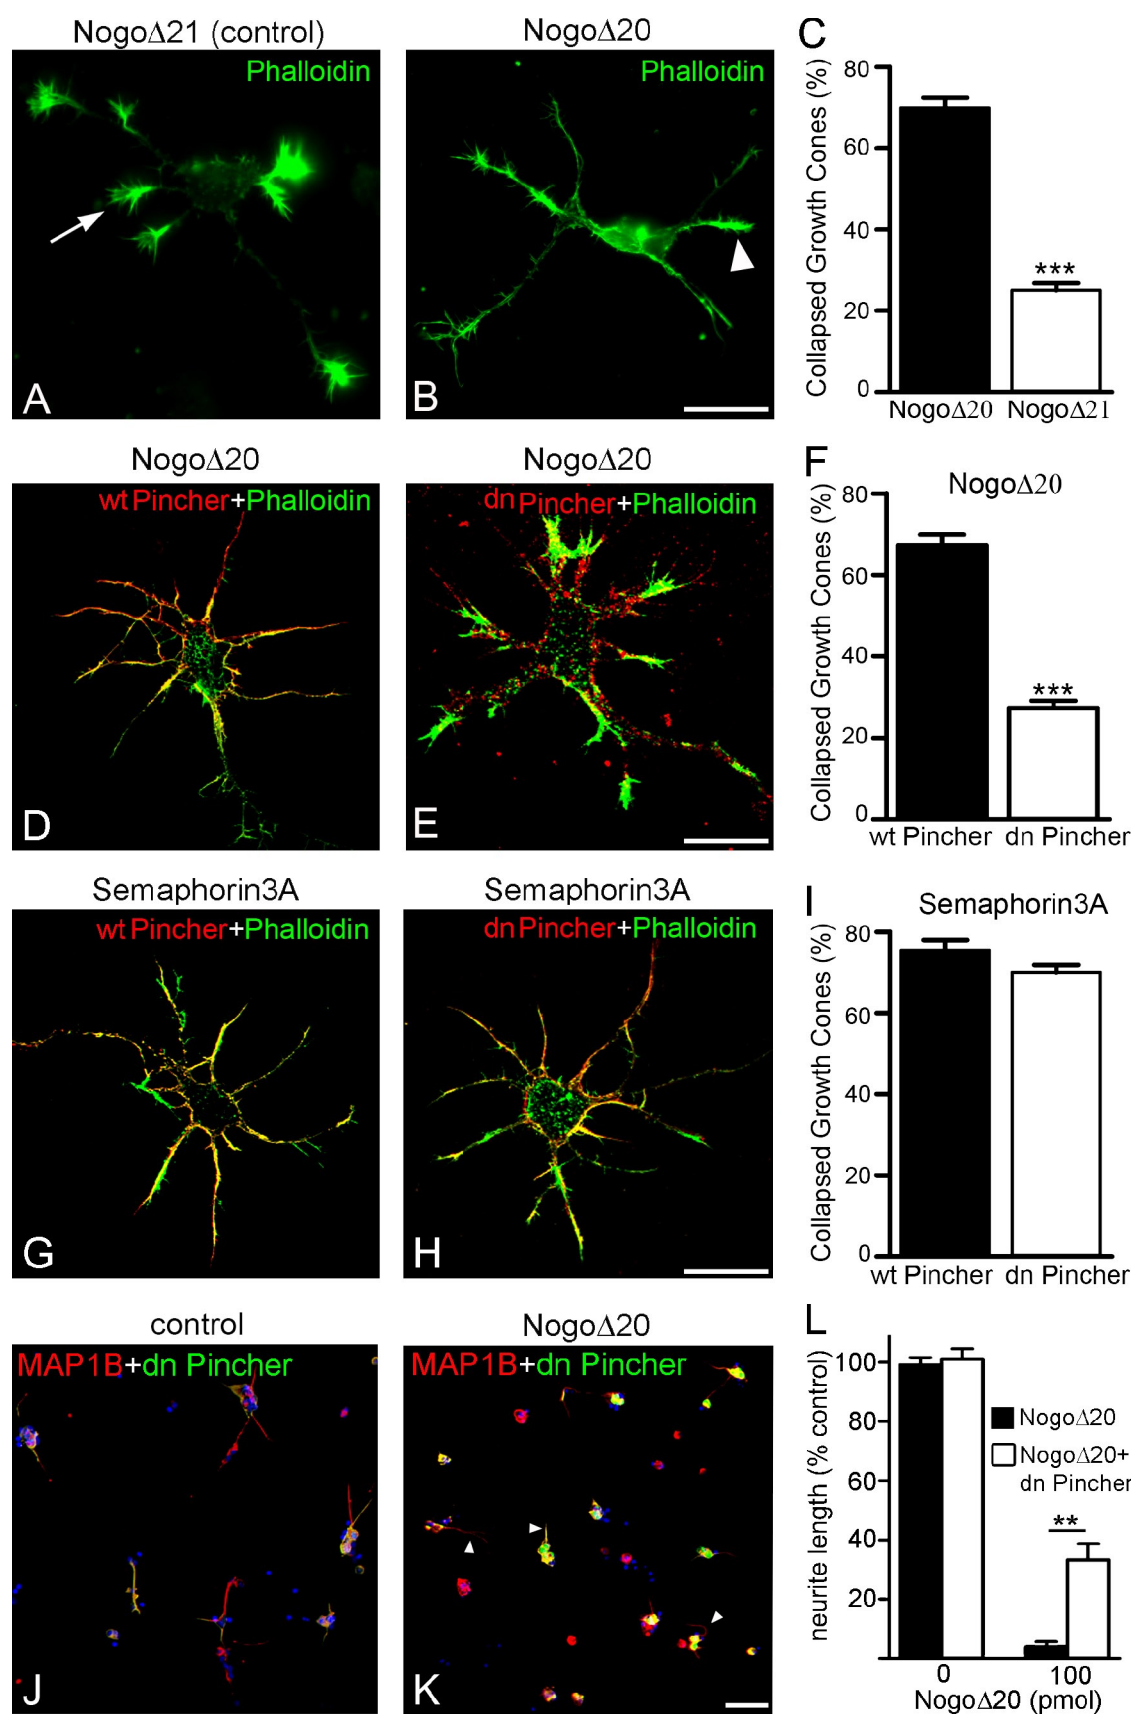 NogoΔ21 (control)
Phalloidin
A
NogoΔ20
Phalloidin
B
C
Collapsed Growth Cones (%)
80
60
40
20
0
***
NogoΔ20 NogoΔ21
NogoΔ20
wt Pincher+Phalloidin
D
NogoΔ20
dn Pincher+Phalloidin
E
F
NogoΔ20
Collapsed Growth Cones (%)
80
60
40
20
0
***
wt Pincher dn Pincher
Semaphorin3A
wt Pincher+Phalloidin
G
Semaphorin3A
dn Pincher+Phalloidin
H
I
Semaphorin3A
Collapsed Growth Cones (%)
80
60
40
20
0
wt Pincher dn Pincher
control
MAP1B+dn Pincher
J
NogoΔ20
MAP1B+dn Pincher
K
L
neurite length (% control)
100
80
60
40
20
NogoΔ20
NogoΔ20+
dn Pincher
**
0 100
NogoΔ20 (pmol)